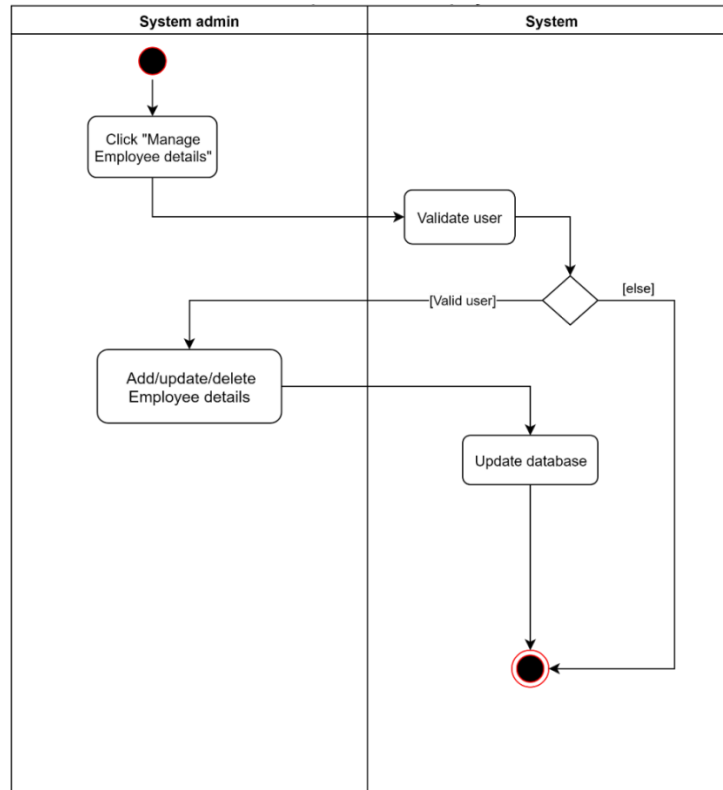 System admin
System
Click "Manage
Employee details"
Validate user
[else]
[Valid user]
Add/update/delete
Employee details
Update database